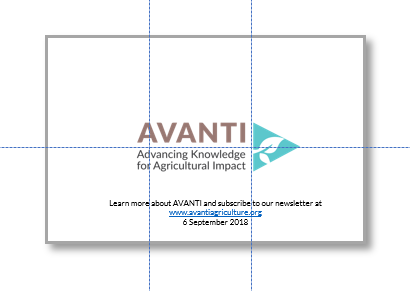 AVANTI
Advancing Knowledge
for Agricultural Impact
Learn more about AVANTI and subscribe to our newsletter at
www.avantiagriculture.org
6 September 2018